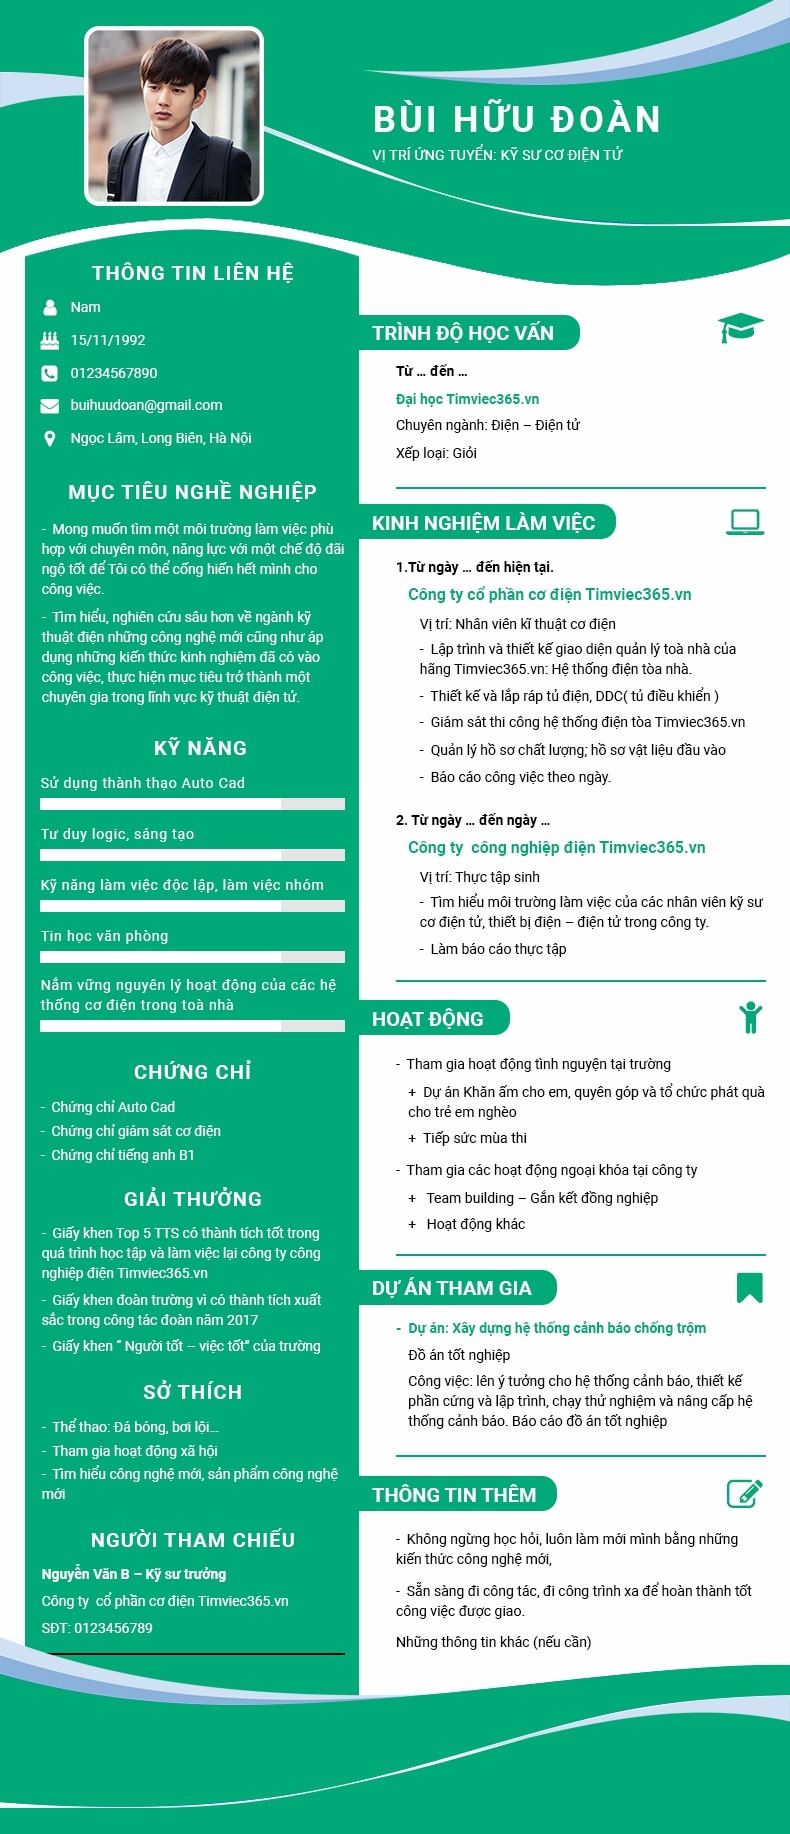 BÙI HỮU ĐOÀN
VỊ TRÍ ỨNG TUYỂN: KỸ SƯ CƠ ĐIỆN TỬ
THÔNG TIN LIÊN HỆ
Nam
15/11/1992
01234567890
buihuudoan@gmail.com
Ngọc Lâm, Long Biên, Hà Nội
MỤC TIÊU NGHỀ NGHIỆP
- Mong muốn tìm một môi trường làm việc phù
hợp với chuyên môn, năng lực với một chế độ đãi
ngộ tốt để Tôi có thể cống hiến hết mình cho
công việc.
- Tìm hiểu, nghiên cứu sâu hơn về ngành kỹ
thuật điện những công nghệ mới cũng như áp
dụng những kiến thức kinh nghiệm đã có vào
công việc, thực hiện mục tiêu trở thành một
chuyên gia trong lĩnh vực kỹ thuật điện tử.
KỸ NĂNG
Sử dụng thành thạo Auto Cad
Tư duy logic, sáng tạo
Kỹ năng làm việc độc lập, làm việc nhóm
Tin học văn phòng
Nắm vững nguyên lý hoạt động của các hệ
thống cơ điện trong toà nhà
CHỨNG CHỈ
- Chứng chỉ Auto Cad
- Chứng chỉ giám sát cơ điện
- Chứng chỉ tiếng anh B1
GIẢI THƯỞNG
- Giấy khen Top 5 TTS có thành tích tốt trong
quá trình học tập và làm việc lại công ty công
nghiệp điện Timviec365.vn
- Giấy khen đoàn trường vì có thành tích xuất
sắc trong công tác đoàn năm 2017
- Giấy khen “ Người tốt – việc tốt” của trường
SỞ THÍCH
- Thể thao: Đá bóng, bơi lội...
- Tham gia hoạt động xã hội
- Tìm hiểu công nghệ mới, sản phẩm công nghệ
mới
NGƯỜI THAM CHIẾU
Nguyễn Văn B – Kỹ sư trưởng
Công ty cổ phần cơ điện Timviec365.vn
SĐT: 0123456789
TRÌNH ĐỘ HỌC VẤN
Từ ... đến ...
Đại học Timviec365.vn
Chuyên ngành: Điện – Điện tử
Xếp loại: Giỏi
KINH NGHIỆM LÀM VIỆC
1.Từ ngày ... đến hiện tại.
Công ty cổ phần cơ điện Timviec365.vn
Vị trí: Nhân viên kĩ thuật cơ điện
- Lập trình và thiết kế giao diện quản lý toà nhà của
hãng Timviec365.vn: Hệ thống điện tòa nhà.
- Thiết kế và lắp ráp tủ điện, DDC( tủ điều khiển )
- Giám sát thi công hệ thống điện tòa Timviec365.vn
- Quản lý hồ sơ chất lượng; hồ sơ vật liệu đầu vào
- Báo cáo công việc theo ngày.
2. Từ ngày ... đến ngày ...
Công ty công nghiệp điện Timviec365.vn
Vị trí: Thực tập sinh
- Tìm hiểu môi trường làm việc của các nhân viên kỹ sư
cơ điện tử, thiết bị điện – điện tử trong công ty.
- Làm báo cáo thực tập
HOẠT ĐỘNG
- Tham gia hoạt động tình nguyện tại trường
+ Dự án Khăn ấm cho em, quyên góp và tổ chức phát quà
cho trẻ em nghèo
+ Tiếp sức mùa thi
- Tham gia các hoạt động ngoại khóa tại công ty
+ Team building – Gắn kết đồng nghiệp
+ Hoạt động khác
DỰ ÁN THAM GIA
- Dự án: Xây dựng hệ thống cảnh báo chống trộm
Đồ án tốt nghiệp
Công việc: lên ý tưởng cho hệ thống cảnh báo, thiết kế
phần cứng và lập trình, chạy thử nghiệm và nâng cấp hệ
thống cảnh báo. Báo cáo đồ án tốt nghiệp
THÔNG TIN THÊM
- Không ngừng học hỏi, luôn làm mới mình bằng những
kiến thức công nghệ mới,
- Sẵn sàng đi công tác, đi công trình xa để hoàn thành tốt
công việc được giao.
Những thông tin khác (nếu cần)